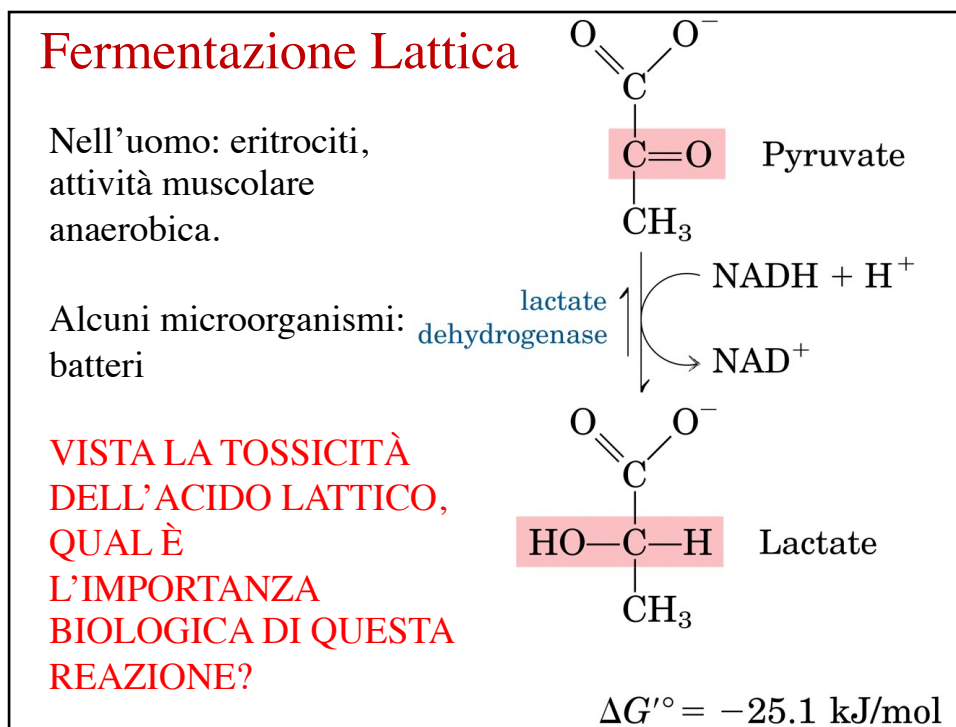 Fermentazione Lattica
Nell’uomo: eritrociti,
attività muscolare
anaerobica.
Alcuni microorganismi:
batteri
VISTA LA TOSSICITÀ
DELL’ACIDO LATTICO,
QUAL È
L’IMPORTANZA
BIOLOGICA DI QUESTA
REAZIONE?
O O⁻
C
C=O Pyruvate
CH₃
lactate
dehydrogenase
NADH + H⁺
NAD⁺
O O⁻
C
HO—C—H Lactate
CH₃
ΔG′° = −25.1 kJ/mol